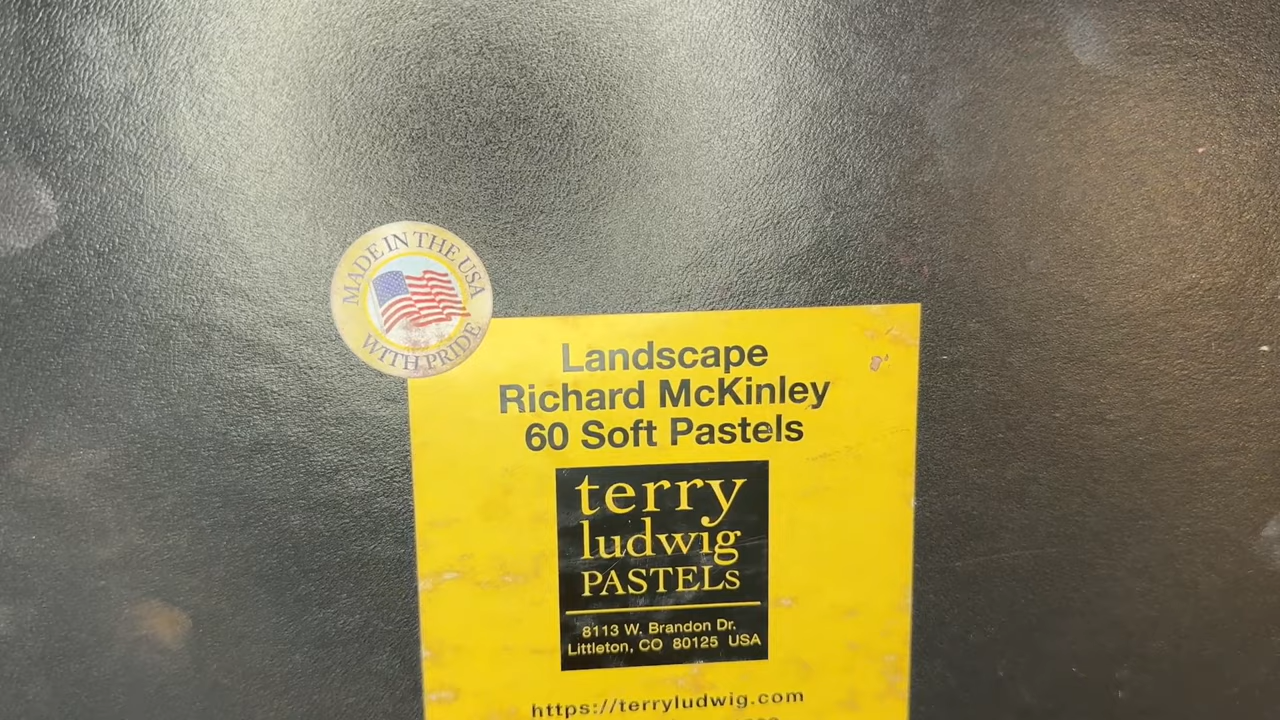 MADE IN THE USA
WITH PRIDE
Landscape
Richard McKinley
60 Soft Pastels
terry
ludwig
PASTELs
8113 W. Brandon Dr.
Littleton, CO 80125 USA
https://terryludwig.com